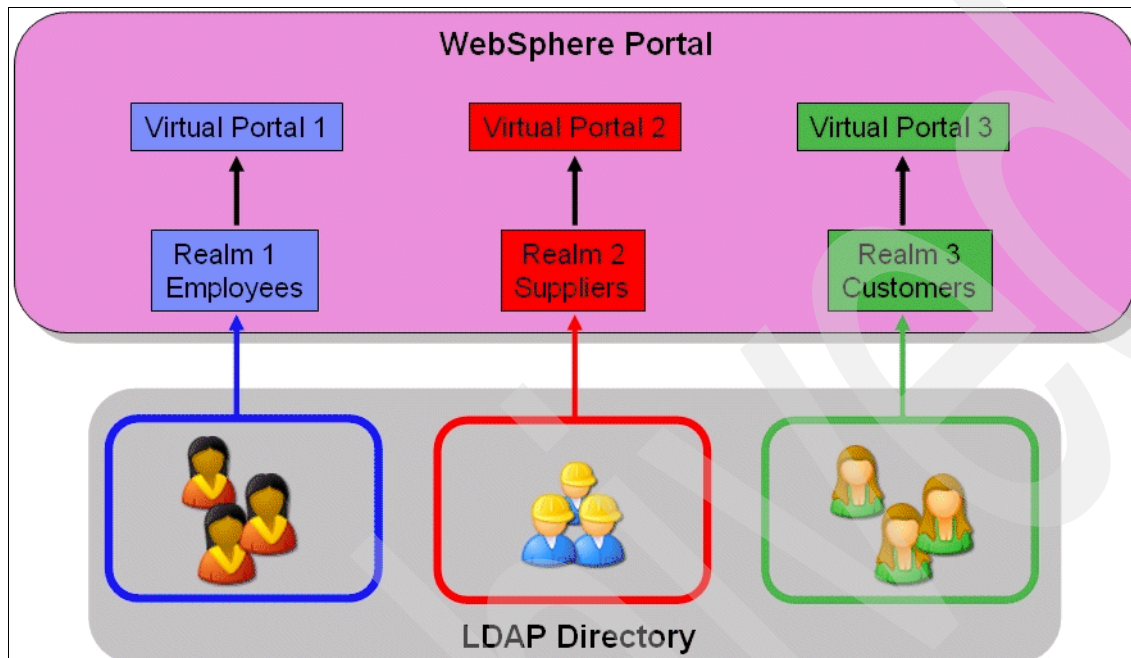 WebSphere Portal
Virtual Portal 1
Virtual Portal 2
Virtual Portal 3
Realm 1
Employees
Realm 2
Suppliers
Realm 3
Customers
LDAP Directory